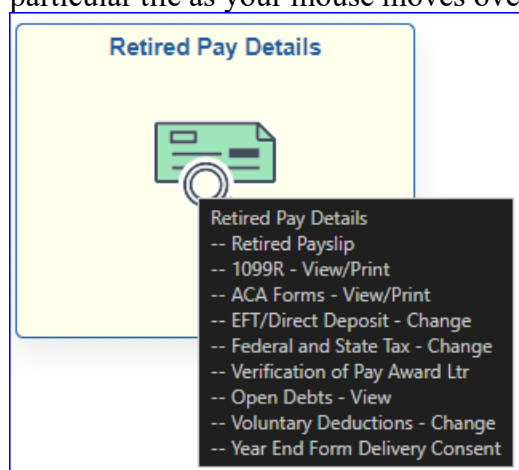 particular tile as your mouse moves ove
Retired Pay Details
Retired Pay Details
-- Retired Payslip
-- 1099R - View/Print
-- ACA Forms - View/Print
-- EFT/Direct Deposit - Change
-- Federal and State Tax - Change
-- Verification of Pay Award Ltr
-- Open Debts - View
-- Voluntary Deductions - Change
-- Year End Form Delivery Consent